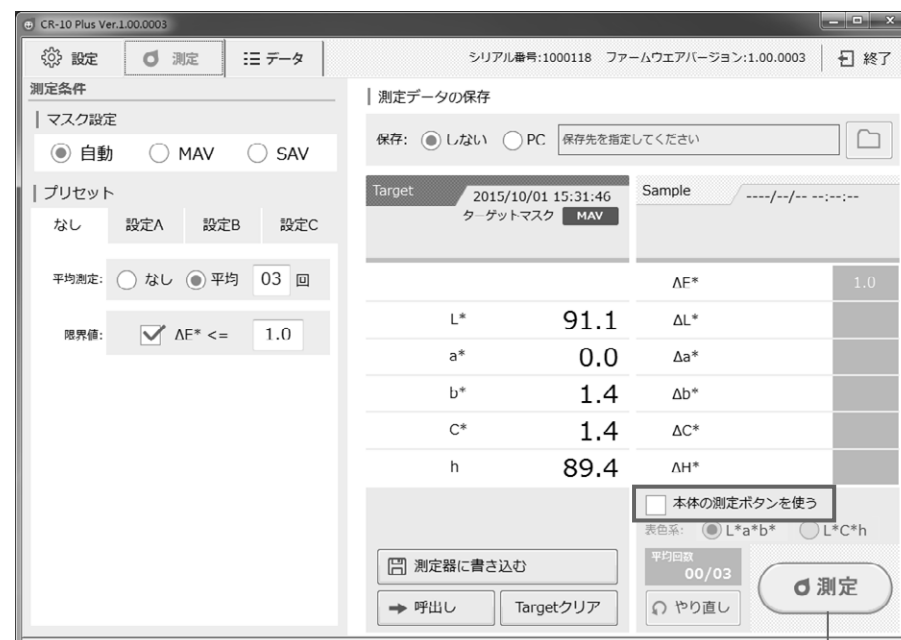 CR-10 Plus Ver.1.00.0003
設定 測定 データ シリアル番号:1000118 ファームウエアバージョン:1.00.0003 終了
測定条件
マスク設定
自動 MAV SAV
プリセット
なし 設定A 設定B 設定C
平均測定: なし 平均 03 回
限界値: ΔE* <= 1.0
測定データの保存
保存: しない PC 保存先を指定してください
Target 2015/10/01 15:31:46
ターゲットマスク MAV
Sample ----/--/-- --:--:--
ΔE* 1.0
L* 91.1 ΔL*
a* 0.0 Δa*
b* 1.4 Δb*
C* 1.4 ΔC*
h 89.4 ΔH*
本体の測定ボタンを使う
表色系: L*a*b* L*C*h
測定器に書き込む
呼出し Targetクリア
平均回数
00/03
やり直し
測定